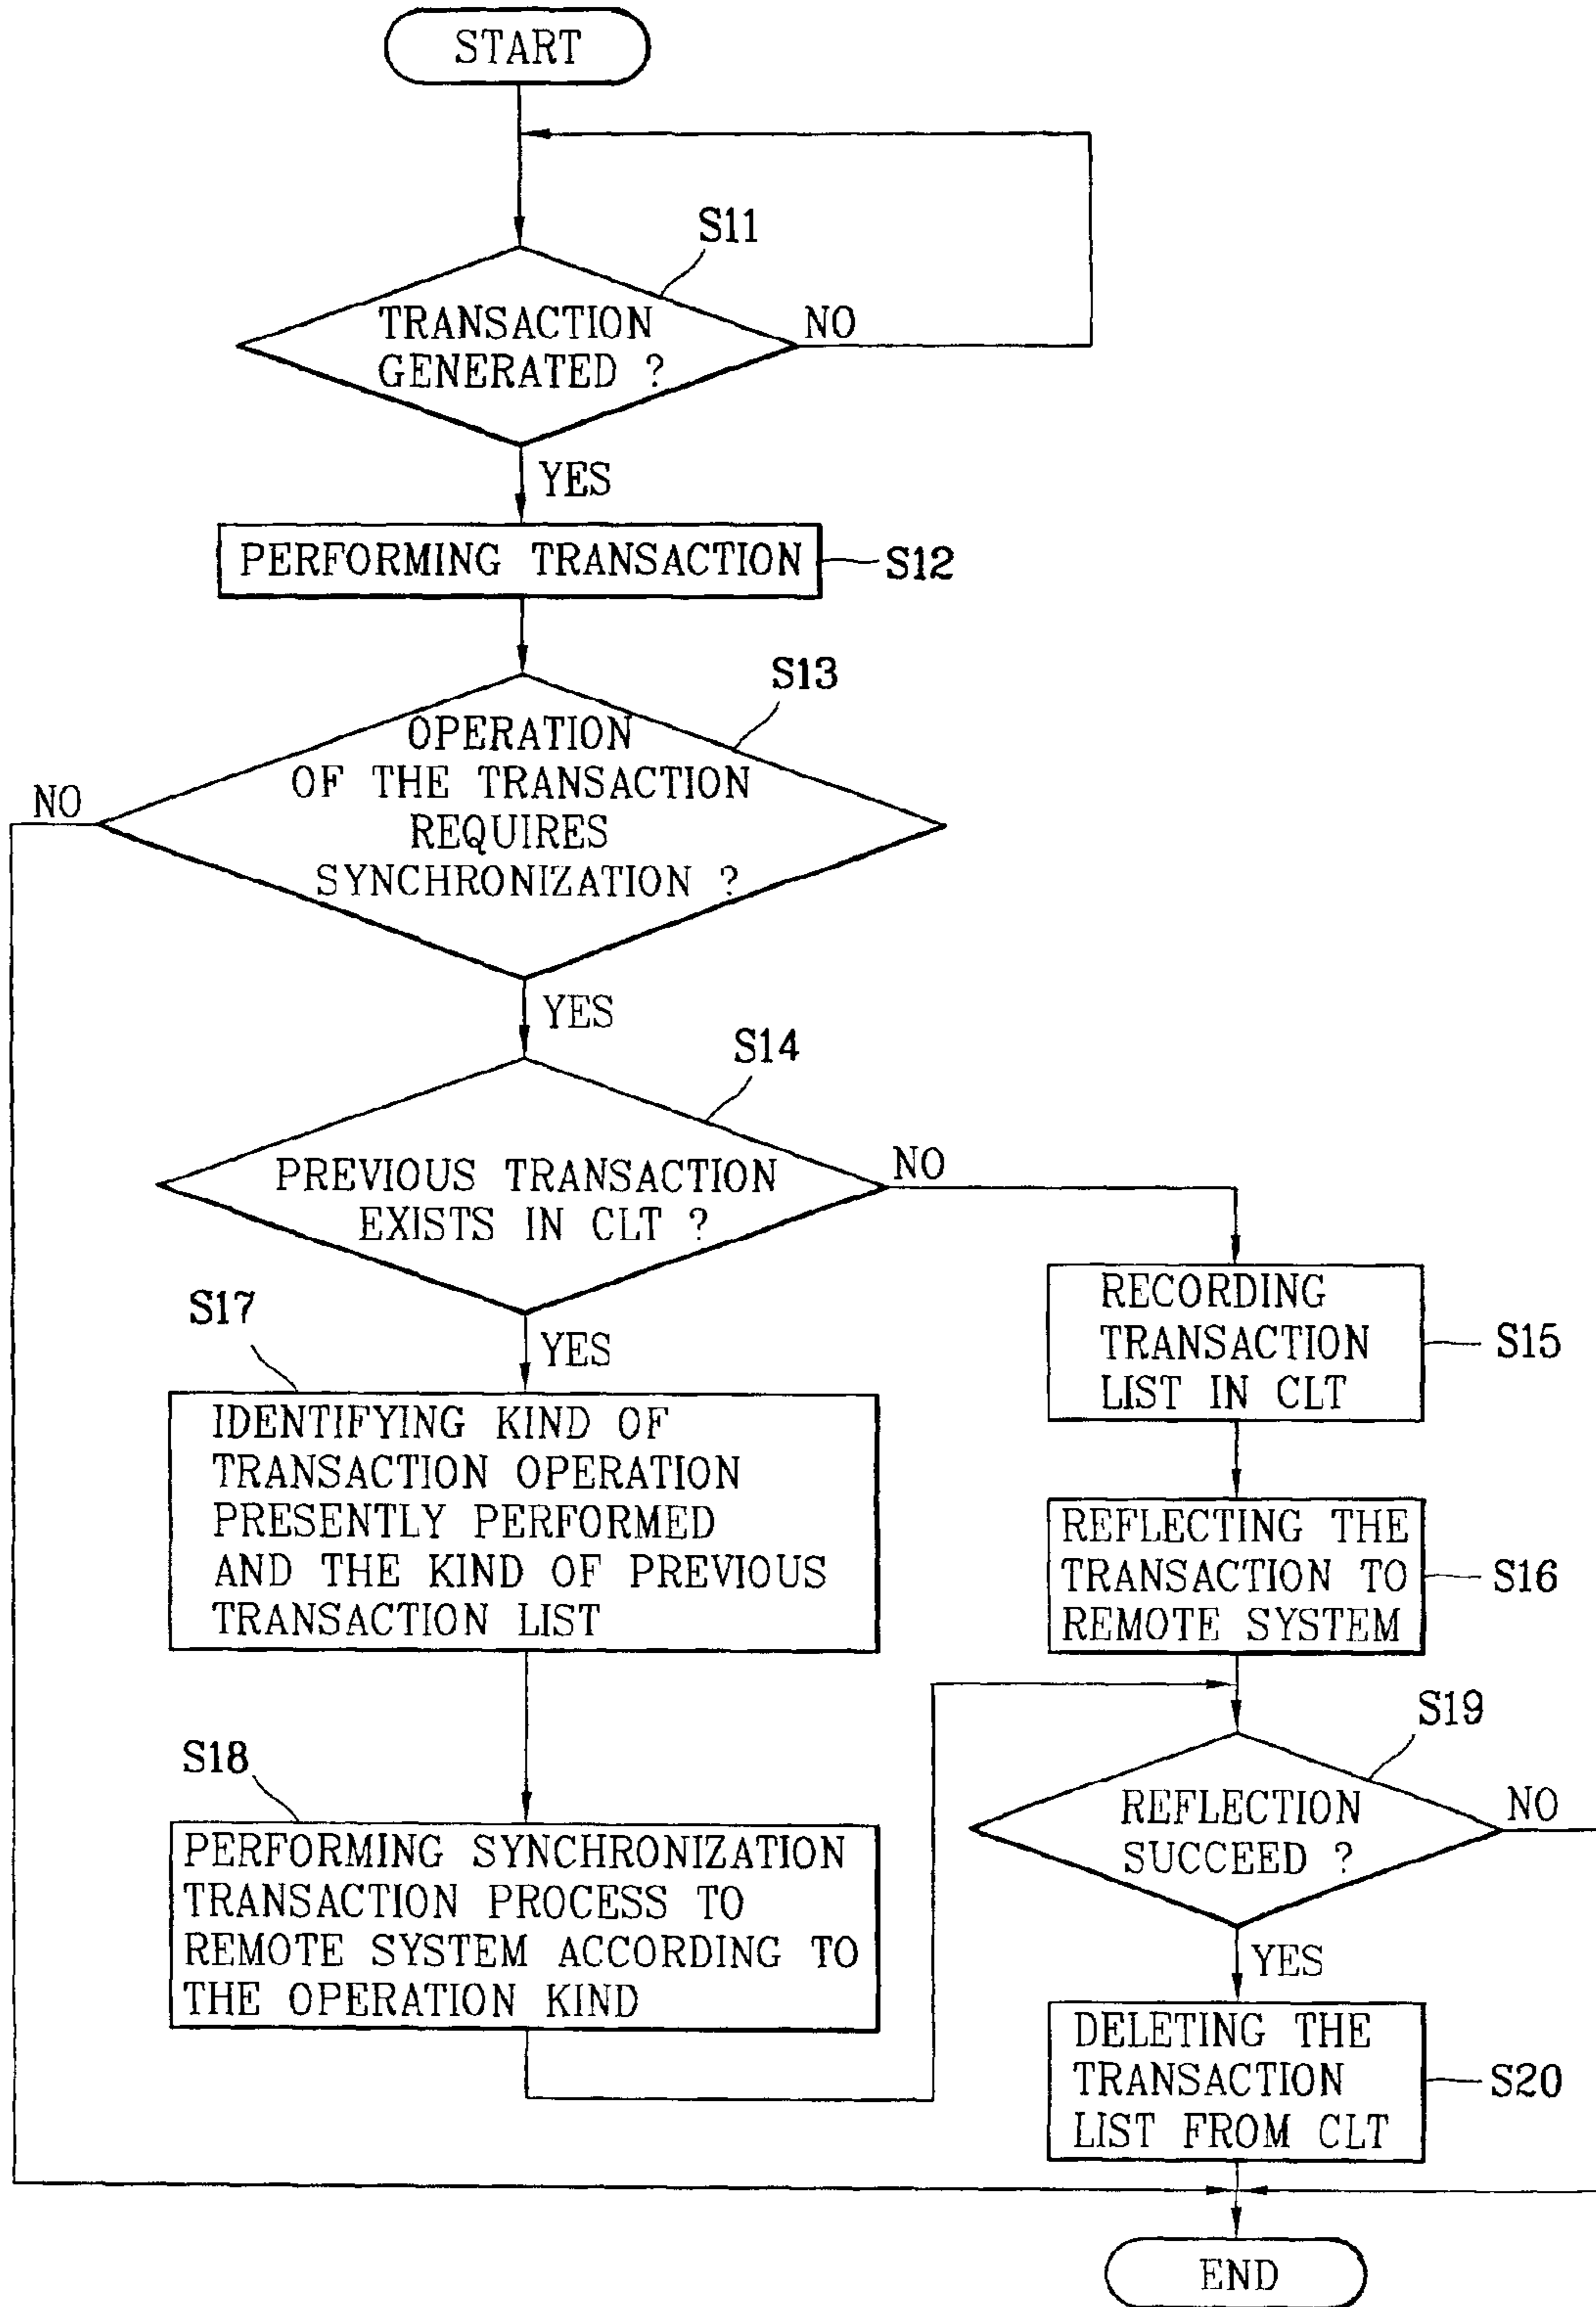 START
S11
TRANSACTION
GENERATED ?
NO
YES
PERFORMING TRANSACTION
S12
S13
OPERATION
OF THE TRANSACTION
REQUIRES
SYNCHRONIZATION ?
NO
YES
S14
PREVIOUS TRANSACTION
EXISTS IN CLT ?
NO
YES
RECORDING
TRANSACTION
LIST IN CLT
S15
S17
IDENTIFYING KIND OF
TRANSACTION OPERATION
PRESENTLY PERFORMED
AND THE KIND OF PREVIOUS
TRANSACTION LIST
REFLECTING THE
TRANSACTION TO
REMOTE SYSTEM
S16
S18
PERFORMING SYNCHRONIZATION
TRANSACTION PROCESS TO
REMOTE SYSTEM ACCORDING TO
THE OPERATION KIND
S19
REFLECTION
SUCCEED ?
NO
YES
DELETING THE
TRANSACTION
LIST FROM CLT
S20
END